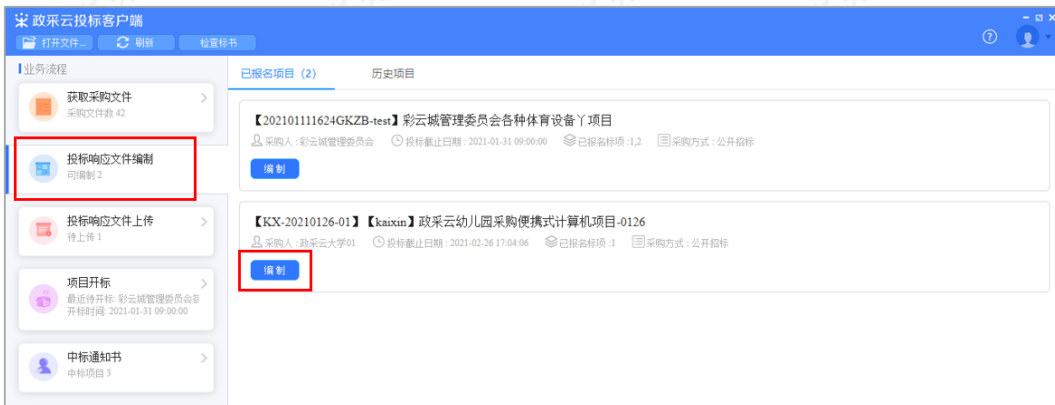 政采云投标客户端
打开文件... 刷新 检查标书
业务流程
获取采购文件
采购文件数 42
投标响应文件编制
可编制 2
投标响应文件上传
待上传 1
项目开标
最近待开标: 彩云城管理委员会各
开标时间: 2021-01-31 09:00:00
中标通知书
中标项目 3
已报名项目（2） 历史项目
【202101111624GKZB-test】彩云城管理委员会各种体育设备丫项目
采购人 : 彩云城管理委员会 投标截止日期 : 2021-01-31 09:00:00 已报名标项 :1,2 采购方式 : 公开招标
编制
【KX-20210126-01】【kaixin】政采云幼儿园采购便携式计算机项目-0126
采购人 : 政采云大学01 投标截止日期 : 2021-02-26 17:04:06 已报名标项 :1 采购方式 : 公开招标
编制